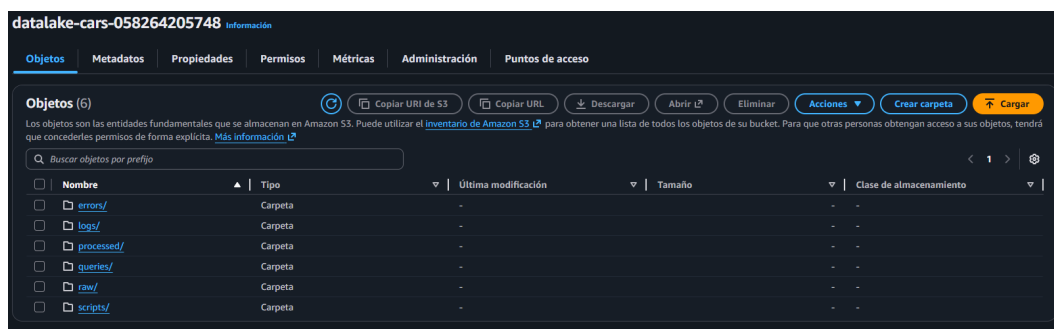 datalake-cars-058264205748 Información
Objetos Metadatos Propiedades Permisos Métricas Administración Puntos de acceso
Objetos (6) Copiar URI de S3 Copiar URL Descargar Abrir Eliminar Acciones Crear carpeta Cargar
Los objetos son las entidades fundamentales que se almacenan en Amazon S3. Puede utilizar el inventario de Amazon S3 para obtener una lista de todos los objetos de su bucket. Para que otras personas obtengan acceso a sus objetos, tendrá
que concederles permisos de forma explícita. Más información
Buscar objetos por prefijo 1
Nombre Tipo Última modificación Tamaño Clase de almacenamiento
errors/ Carpeta - - -
logs/ Carpeta - - -
processed/ Carpeta - - -
queries/ Carpeta - - -
raw/ Carpeta - - -
scripts/ Carpeta - - -